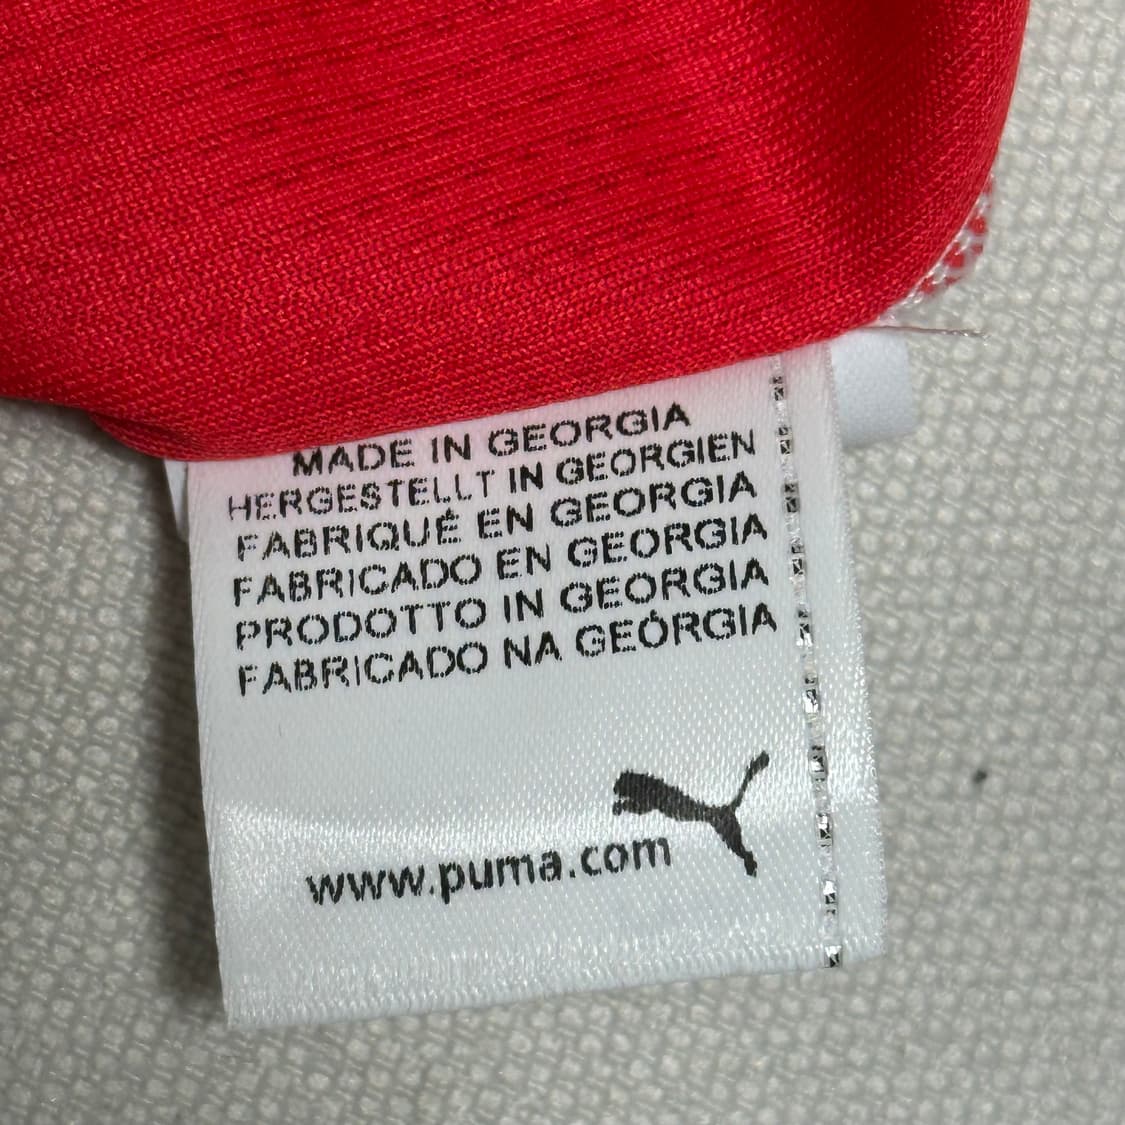 MADE IN GEORGIA
HERGESTELLT IN GEORGIEN
FABRIQUÉ EN GEORGIA
FABRICADO EN GEORGIA
PRODOTTO IN GEORGIA
FABRICADO NA GEÓRGIA
www.puma.com